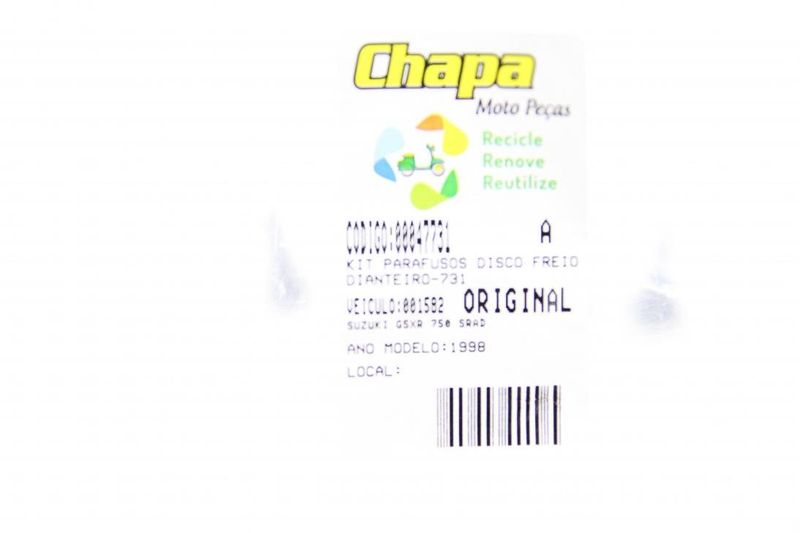 Chapa
Moto Peças
Recicle
Renove
Reutilize
CODIGO:00047731 A
KIT PARAFUSOS DISCO FREIO
DIANTEIRO-731
VEICULO:001582 ORIGINAL
SUZUKI GSXR 750 SRAD
ANO MODELO:1998
LOCAL: